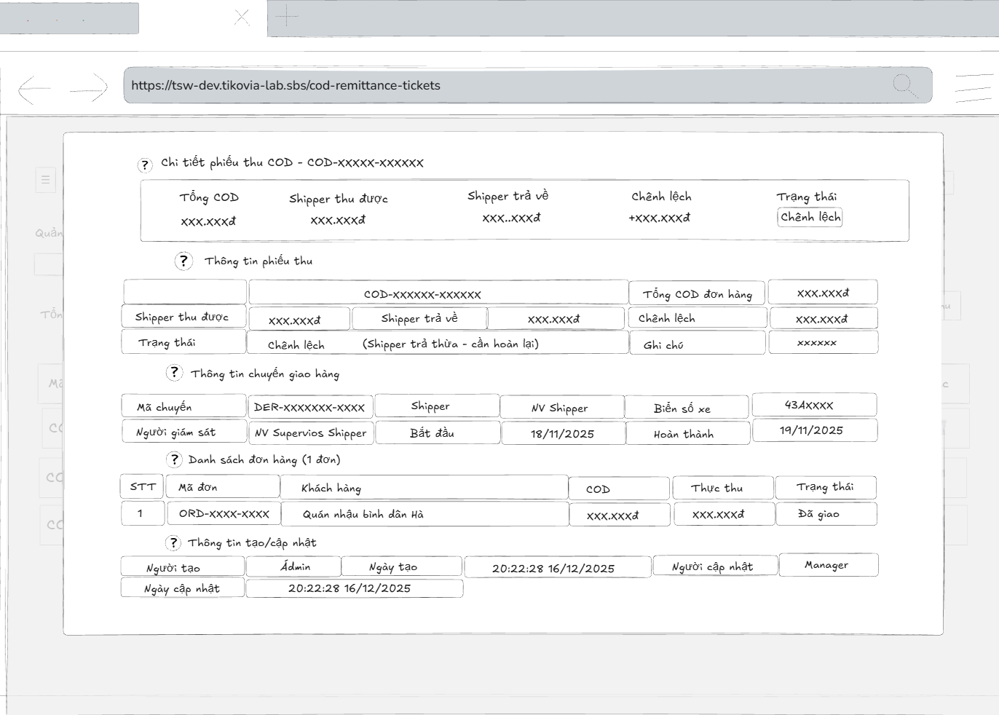 https://tsw-dev.tikovia-lab.sbs/cod-remittance-tickets
? Chi tiết phiếu thu COD - COD-XXXXX-XXXXXX
Tổng COD Shipper thu được Shipper trả về Chênh lệch Trạng thái
xxx.xxxđ xxx.xxxđ xxx..xxxđ +xxx.xxxđ Chênh lệch
Quản
? Thông tin phiếu thu
COD-XXXXXX-XXXXXX Tổng COD đơn hàng xxx.xxxđ
Tổn Shipper thu được xxx.xxxđ Shipper trả về xxx.xxxđ Chênh lệch xxx.xxxđ
Trạng thái Chênh lệch (Shipper trả thừa - cần hoàn lại) Ghi chú xxxxxx
? Thông tin chuyến giao hàng
Mã chuyến DER-XXXXXXX-XXXX Shipper NV Shipper Biển số xe 43AXXXX
Người giám sát NV Supervios Shipper Bắt đầu 18/11/2025 Hoàn thành 19/11/2025
? Danh sách đơn hàng (1 đơn)
STT Mã đơn Khách hàng COD Thực thu Trạng thái
1 ORD-XXXX-XXXX Quán nhậu bình dân Hà xxx.xxxđ xxx.xxxđ Đã giao
? Thông tin tạo/cập nhật
Người tạo Ádmin Ngày tạo 20:22:28 16/12/2025 Người cập nhật Manager
Ngày cập nhật 20:22:28 16/12/2025